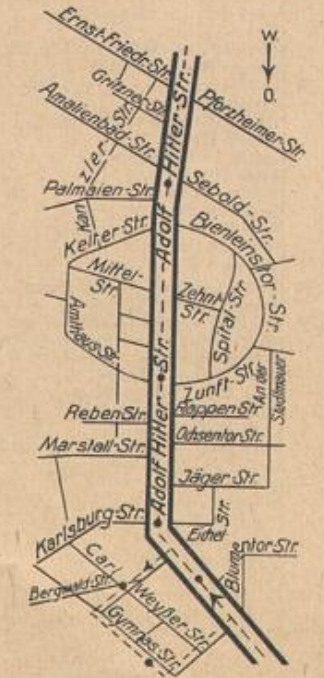 Ernst-Friedr.-Str.
W
O.
Gritzner-Str.
Pforzheimer-Str.
Amalienbad-Str.
Adolf Hitler-Str.
Kanzler
Str.
Palmaien-Str.
Sebold-Str.
Kelter-Str.
Bienleinstor-Str.
Mittel-
Str.
Zehnt-
Str.
Spital-Str.
Amthaus-Str.
Zunft-Str.
An der
Stadtmauer
Reben Str.
Rappen Str.
Adolf Hitler-Str.
Ochsentor Str.
Marstall-Str.
Jäger Str.
Karlsburg-Str.
Eichel
Str.
Carl
Weyßer Str.
Blumentor-Str.
Bergwald-Str.
Gymnas.-Str.